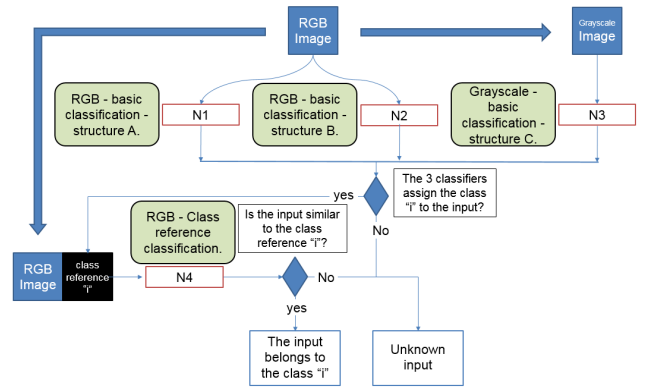 RGB
Image
Grayscale
Image
RGB - basic
classification -
structure A.
N1
RGB - basic
classification -
structure B.
N2
Grayscale -
basic
classification -
structure C.
N3
The 3 classifiers
assign the class
“i” to the input?
yes
No
RGB - Class
reference
classification.
Is the input similar
to the class
reference “i”?
RGB
Image
class
reference
“i”
N4
No
yes
The input
belongs to
the class “i”
Unknown
input